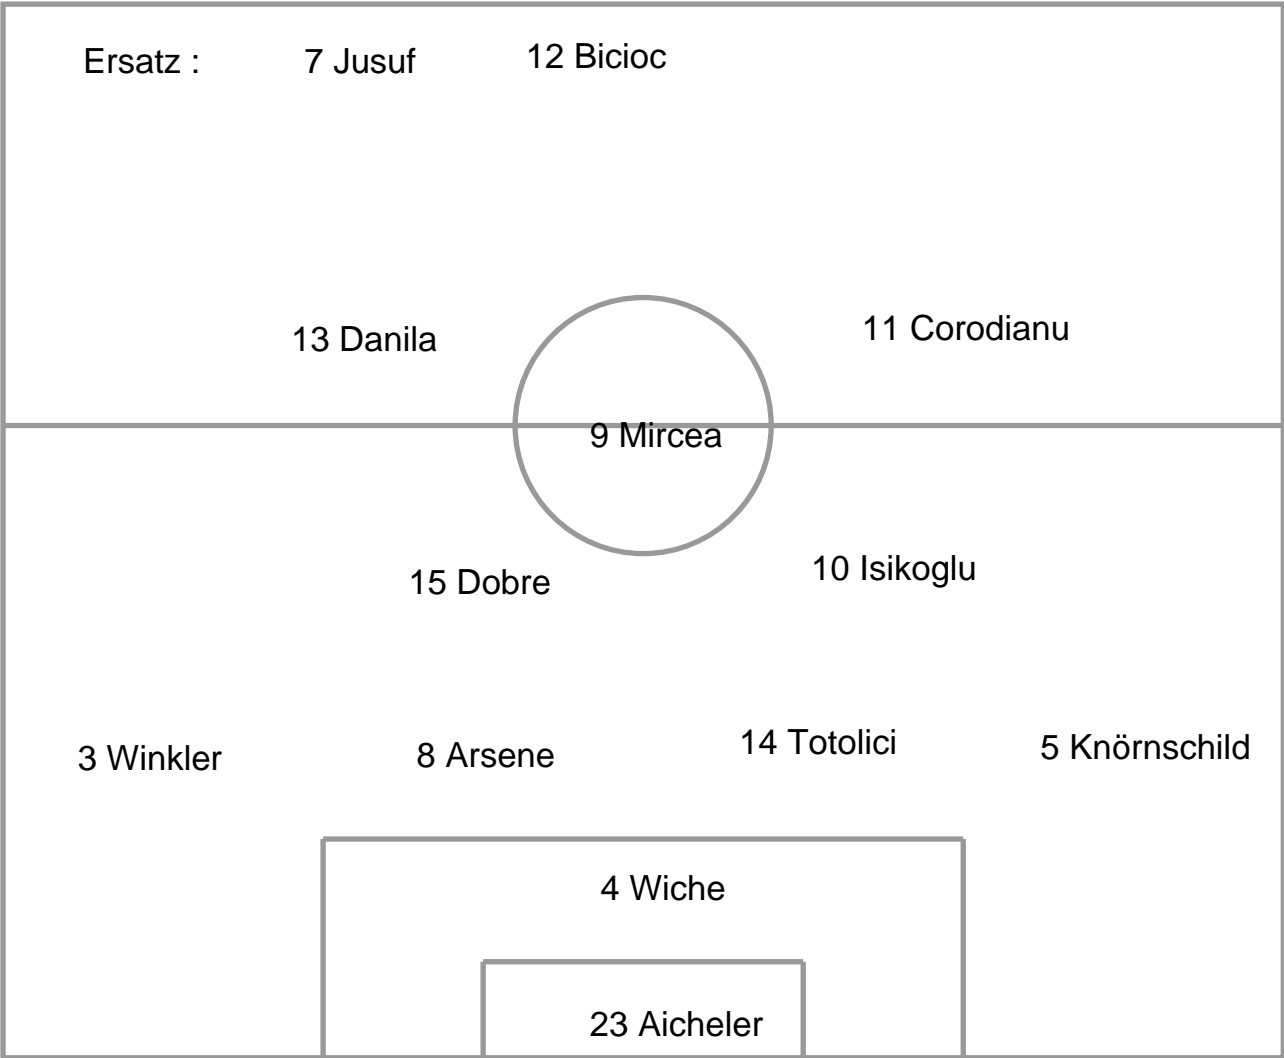 Ersatz : 7 Jusuf 12 Bicioc
13 Danila 11 Corodianu
9 Mircea
15 Dobre 10 Isikoglu
3 Winkler 8 Arsene 14 Totolici 5 Knörnschild
4 Wiche
23 Aicheler